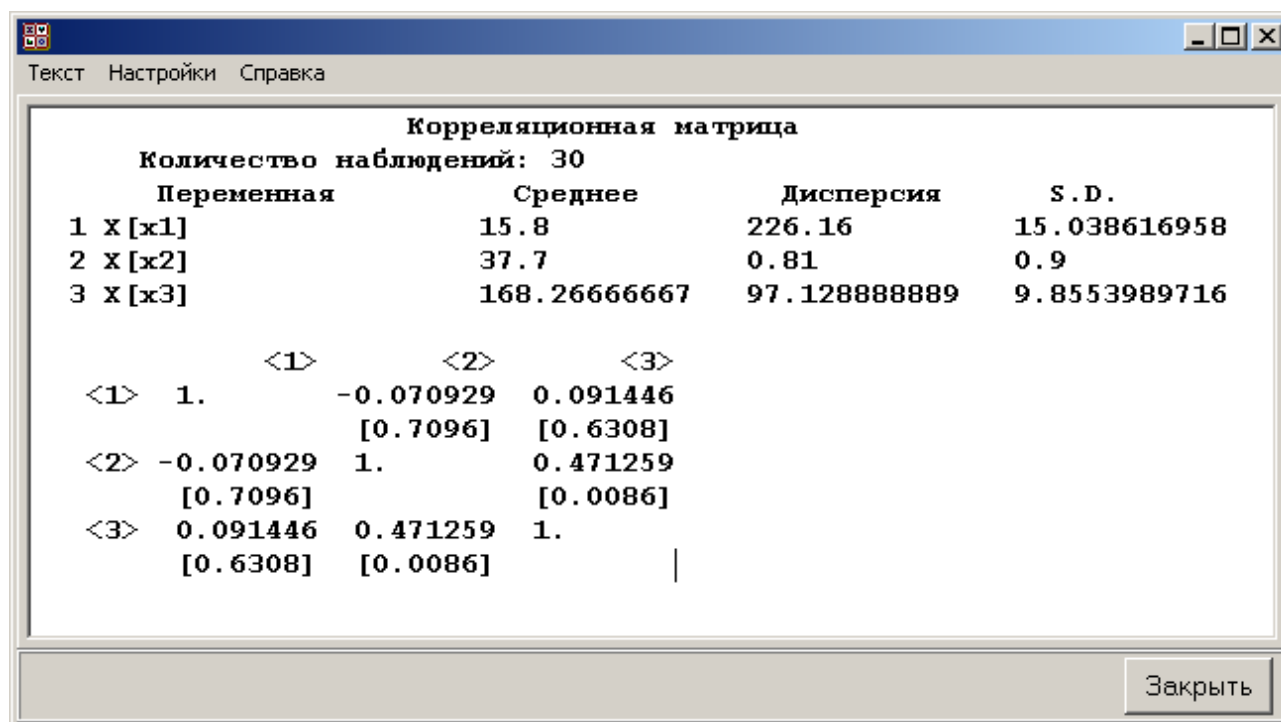 Текст Настройки Справка
Корреляционная матрица
Количество наблюдений: 30
Переменная Среднее Дисперсия S.D.
1 X[x1] 15.8 226.16 15.038616958
2 X[x2] 37.7 0.81 0.9
3 X[x3] 168.26666667 97.128888889 9.8553989716
<1> <2> <3>
<1> 1. -0.070929 0.091446
[0.7096] [0.6308]
<2> -0.070929 1. 0.471259
[0.7096] [0.0086]
<3> 0.091446 0.471259 1.
[0.6308] [0.0086]
Закрыть